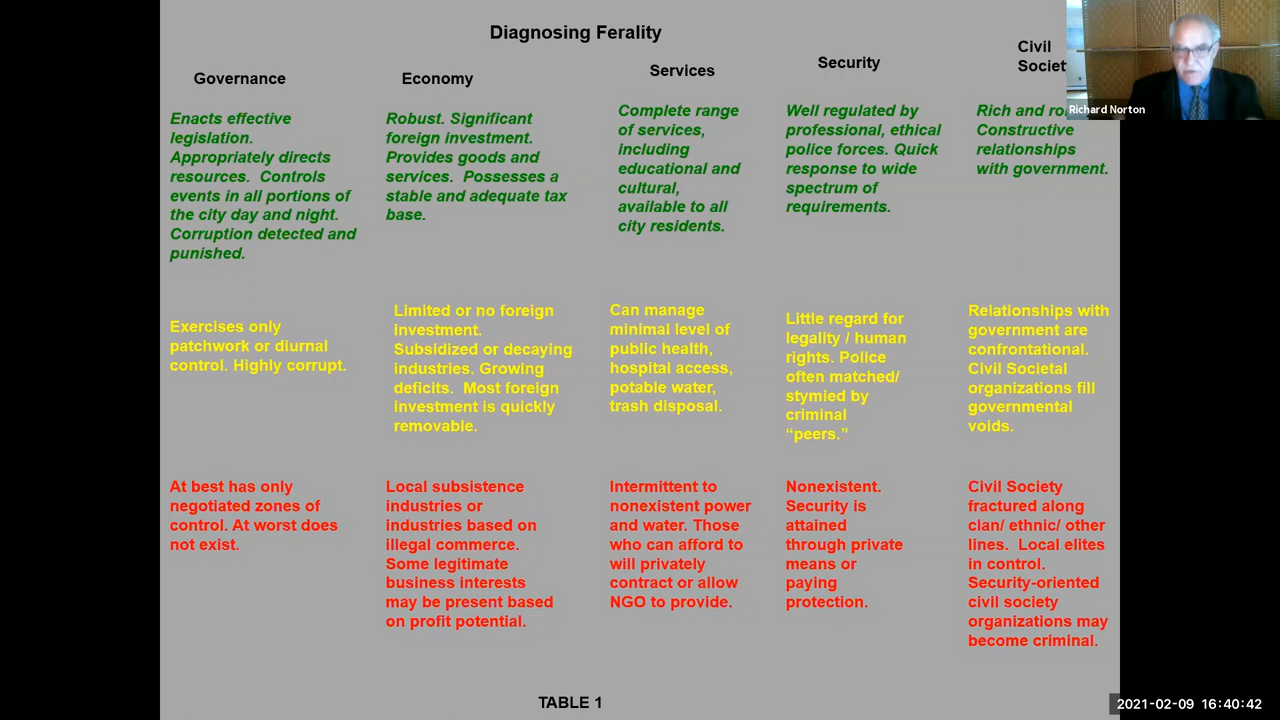 Diagnosing Ferality
Governance
Enacts effective
legislation.
Appropriately directs
resources.  Controls
events in all portions of
the city day and night.
Corruption detected and
punished.
Exercises only
patchwork or diurnal
control. Highly corrupt.
At best has only
negotiated zones of
control. At worst does
not exist.
Economy
Robust. Significant
foreign investment.
Provides goods and
services.  Possesses a
stable and adequate tax
base.
Limited or no foreign
investment.
Subsidized or decaying
industries. Growing
deficits.  Most foreign
investment is quickly
removable.
Local subsistence
industries or
industries based on
illegal commerce.
Some legitimate
business interests
may be present based
on profit potential.
Services
Complete range
of services,
including
educational and
cultural,
available to all
city residents.
Can manage
minimal level of
public health,
hospital access,
potable water,
trash disposal.
Intermittent to
nonexistent power
and water. Those
who can afford to
will privately
contract or allow
NGO to provide.
Security
Well regulated by
professional, ethical
police forces. Quick
response to wide
spectrum of
requirements.
Little regard for
legality / human
rights. Police
often matched/
stymied by
criminal
“peers.”
Nonexistent.
Security is
attained
through private
means or
paying
protection.
Civil
Rich and
Constructive
relationships
with government.
Relationships with
government are
confrontational.
Civil Societal
organizations fill
governmental
voids.
Civil Society
fractured along
clan/ ethnic/ other
lines.  Local elites
in control.
Security-oriented
civil society
organizations may
become criminal.
Richard Norton
TABLE 1
2021-02-09 16:40:42